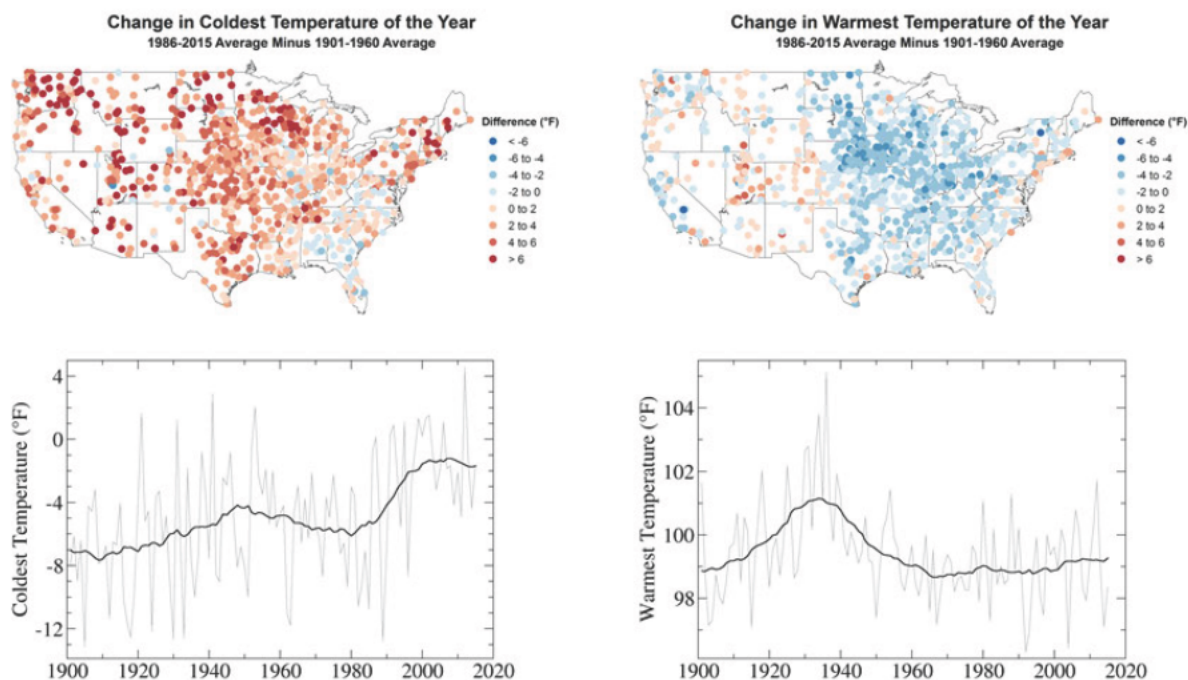 Change in Coldest Temperature of the Year
1986-2015 Average Minus 1901-1960 Average
Difference (°F)
< -6
-6 to -4
-4 to -2
-2 to 0
0 to 2
2 to 4
4 to 6
> 6
Change in Warmest Temperature of the Year
1986-2015 Average Minus 1901-1960 Average
Difference (°F)
< -6
-6 to -4
-4 to -2
-2 to 0
0 to 2
2 to 4
4 to 6
> 6
Coldest Temperature (°F)
4
0
-4
-8
-12
1900 1920 1940 1960 1980 2000 2020
Warmest Temperature (°F)
104
102
100
98
1900 1920 1940 1960 1980 2000 2020